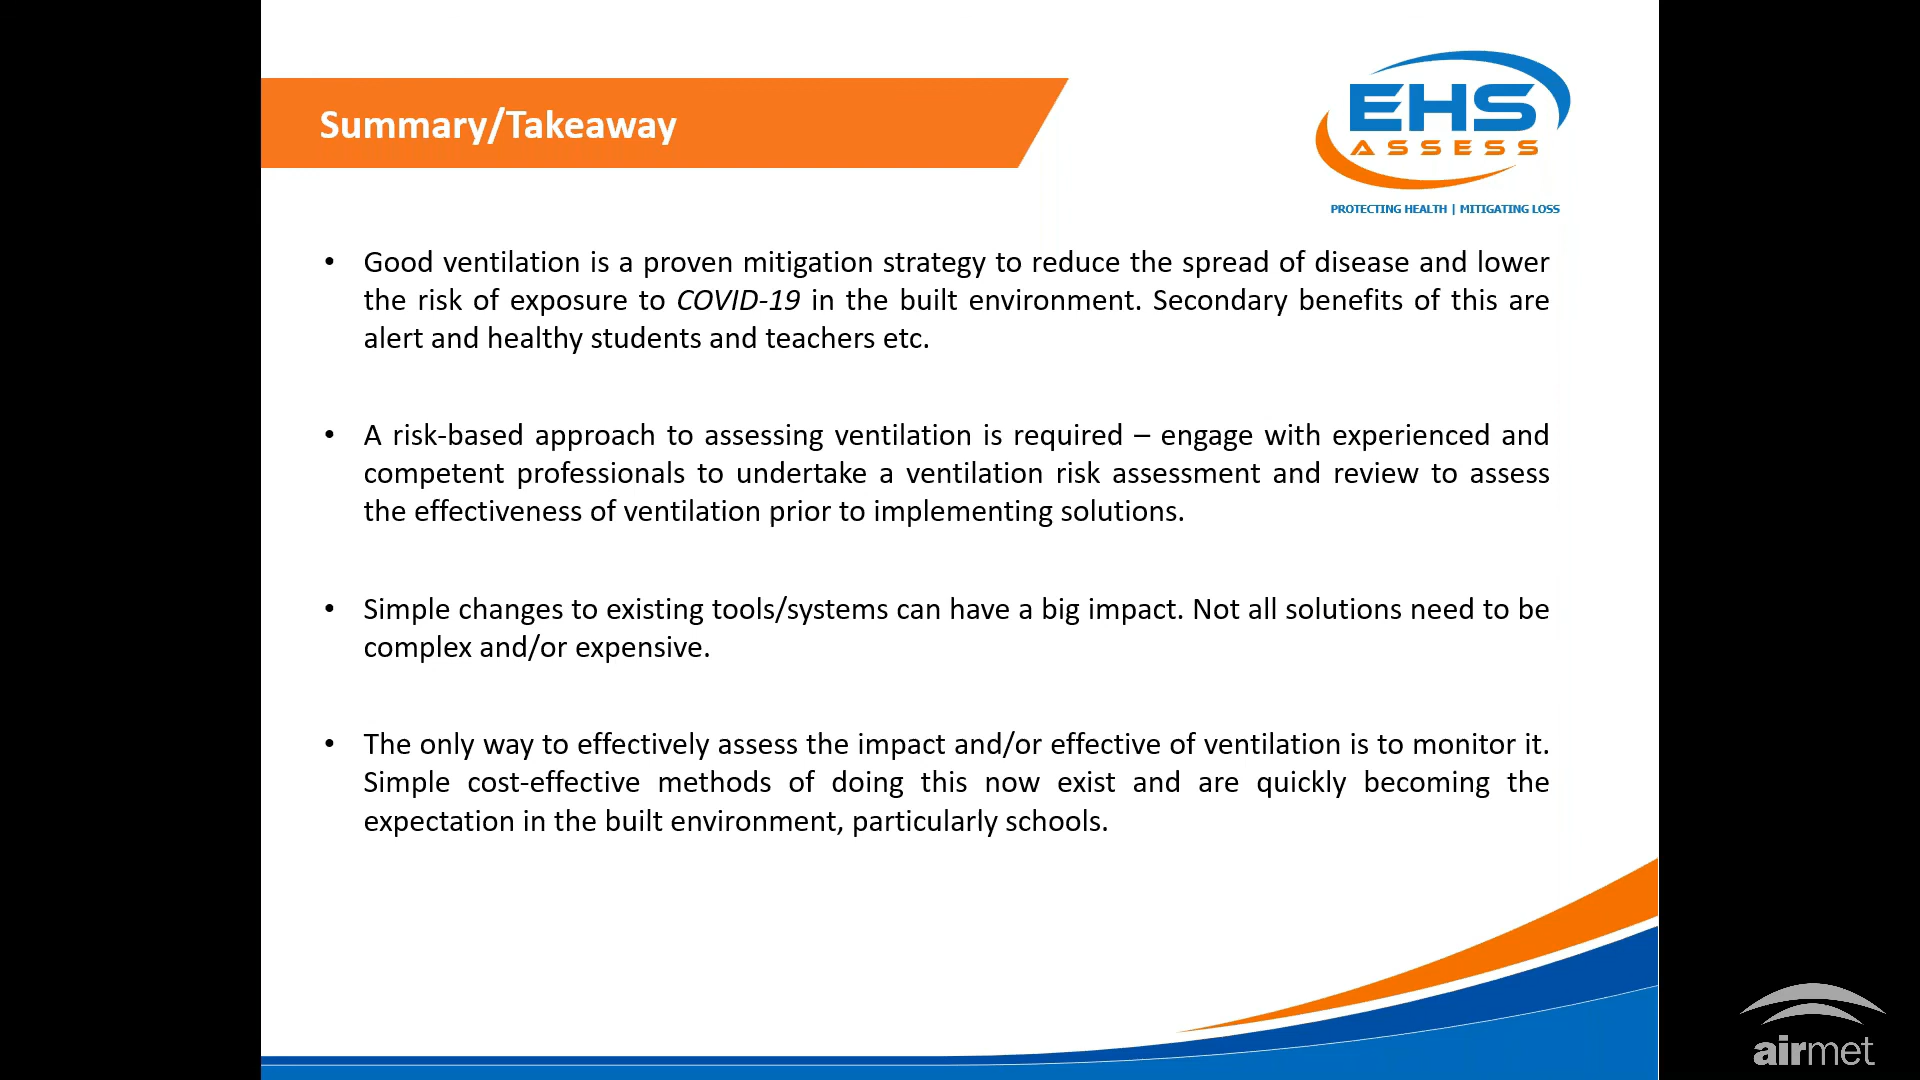 Summary/Takeaway
EHS
ASSESS
PROTECTING HEALTH | MITIGATING LOSS
• Good ventilation is a proven mitigation strategy to reduce the spread of disease and lower
the risk of exposure to COVID-19 in the built environment. Secondary benefits of this are
alert and healthy students and teachers etc.
• A risk-based approach to assessing ventilation is required – engage with experienced and
competent professionals to undertake a ventilation risk assessment and review to assess
the effectiveness of ventilation prior to implementing solutions.
• Simple changes to existing tools/systems can have a big impact. Not all solutions need to be
complex and/or expensive.
• The only way to effectively assess the impact and/or effective of ventilation is to monitor it.
Simple cost-effective methods of doing this now exist and are quickly becoming the
expectation in the built environment, particularly schools.
airmet